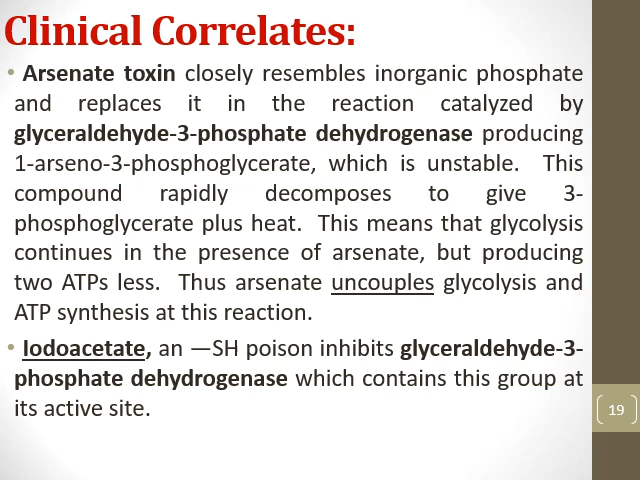 Clinical Correlates:
• Arsenate toxin closely resembles inorganic phosphate
and replaces it in the reaction catalyzed by
glyceraldehyde-3-phosphate dehydrogenase producing
1-arseno-3-phosphoglycerate, which is unstable. This
compound rapidly decomposes to give 3-
phosphoglycerate plus heat. This means that glycolysis
continues in the presence of arsenate, but producing
two ATPs less. Thus arsenate uncouples glycolysis and
ATP synthesis at this reaction.
• Iodoacetate, an —SH poison inhibits glyceraldehyde-3-
phosphate dehydrogenase which contains this group at
its active site.
19